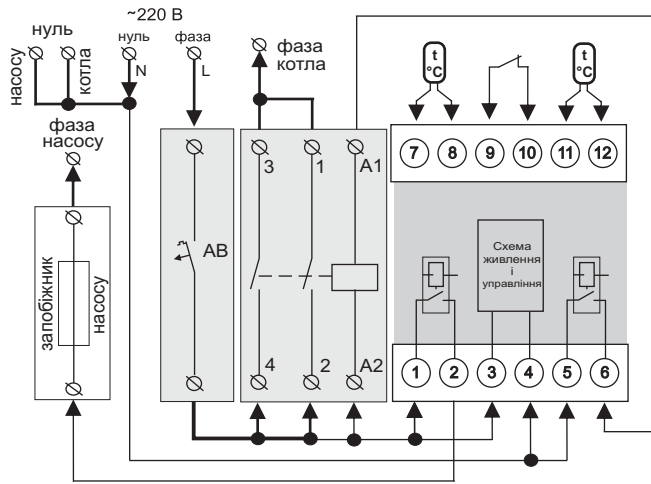 ~220 В
нуль
насосу
котла
нуль
N
фаза
L
фаза
котла
t
°C
t
°C
фаза
насосу
7
8
9
10
11
12
3
1
A1
AB
Схема
живлення
і
управління
запобіжник
насосу
4
2
A2
1
2
3
4
5
6